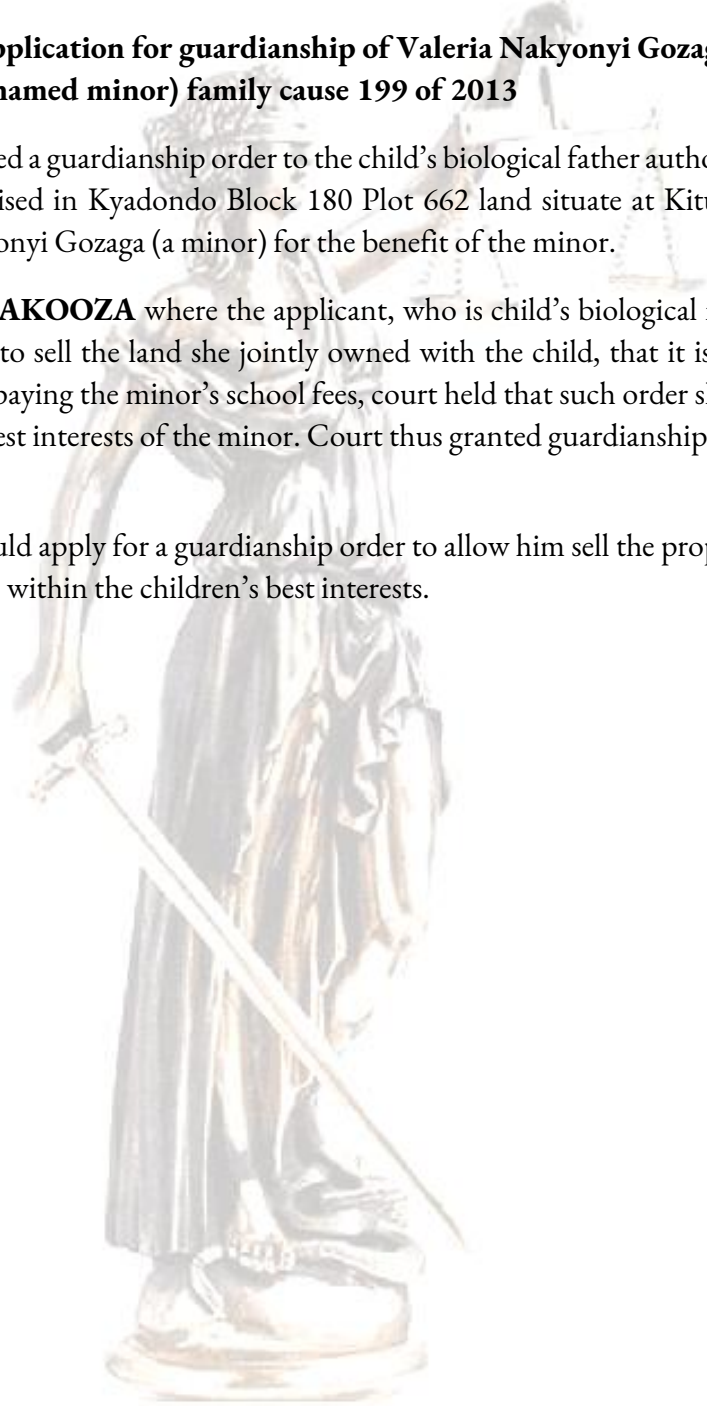 pplication for guardianship of Valeria Nakyonyi Gozag
named minor) family cause 199 of 2013
ed a guardianship order to the child’s biological father autho
ised in Kyadondo Block 180 Plot 662 land situate at Kitu
onyi Gozaga (a minor) for the benefit of the minor.
AKOOZA where the applicant, who is child’s biological
to sell the land she jointly owned with the child, that it is
paying the minor’s school fees, court held that such order s
est interests of the minor. Court thus granted guardianship
uld apply for a guardianship order to allow him sell the prop
within the children’s best interests.